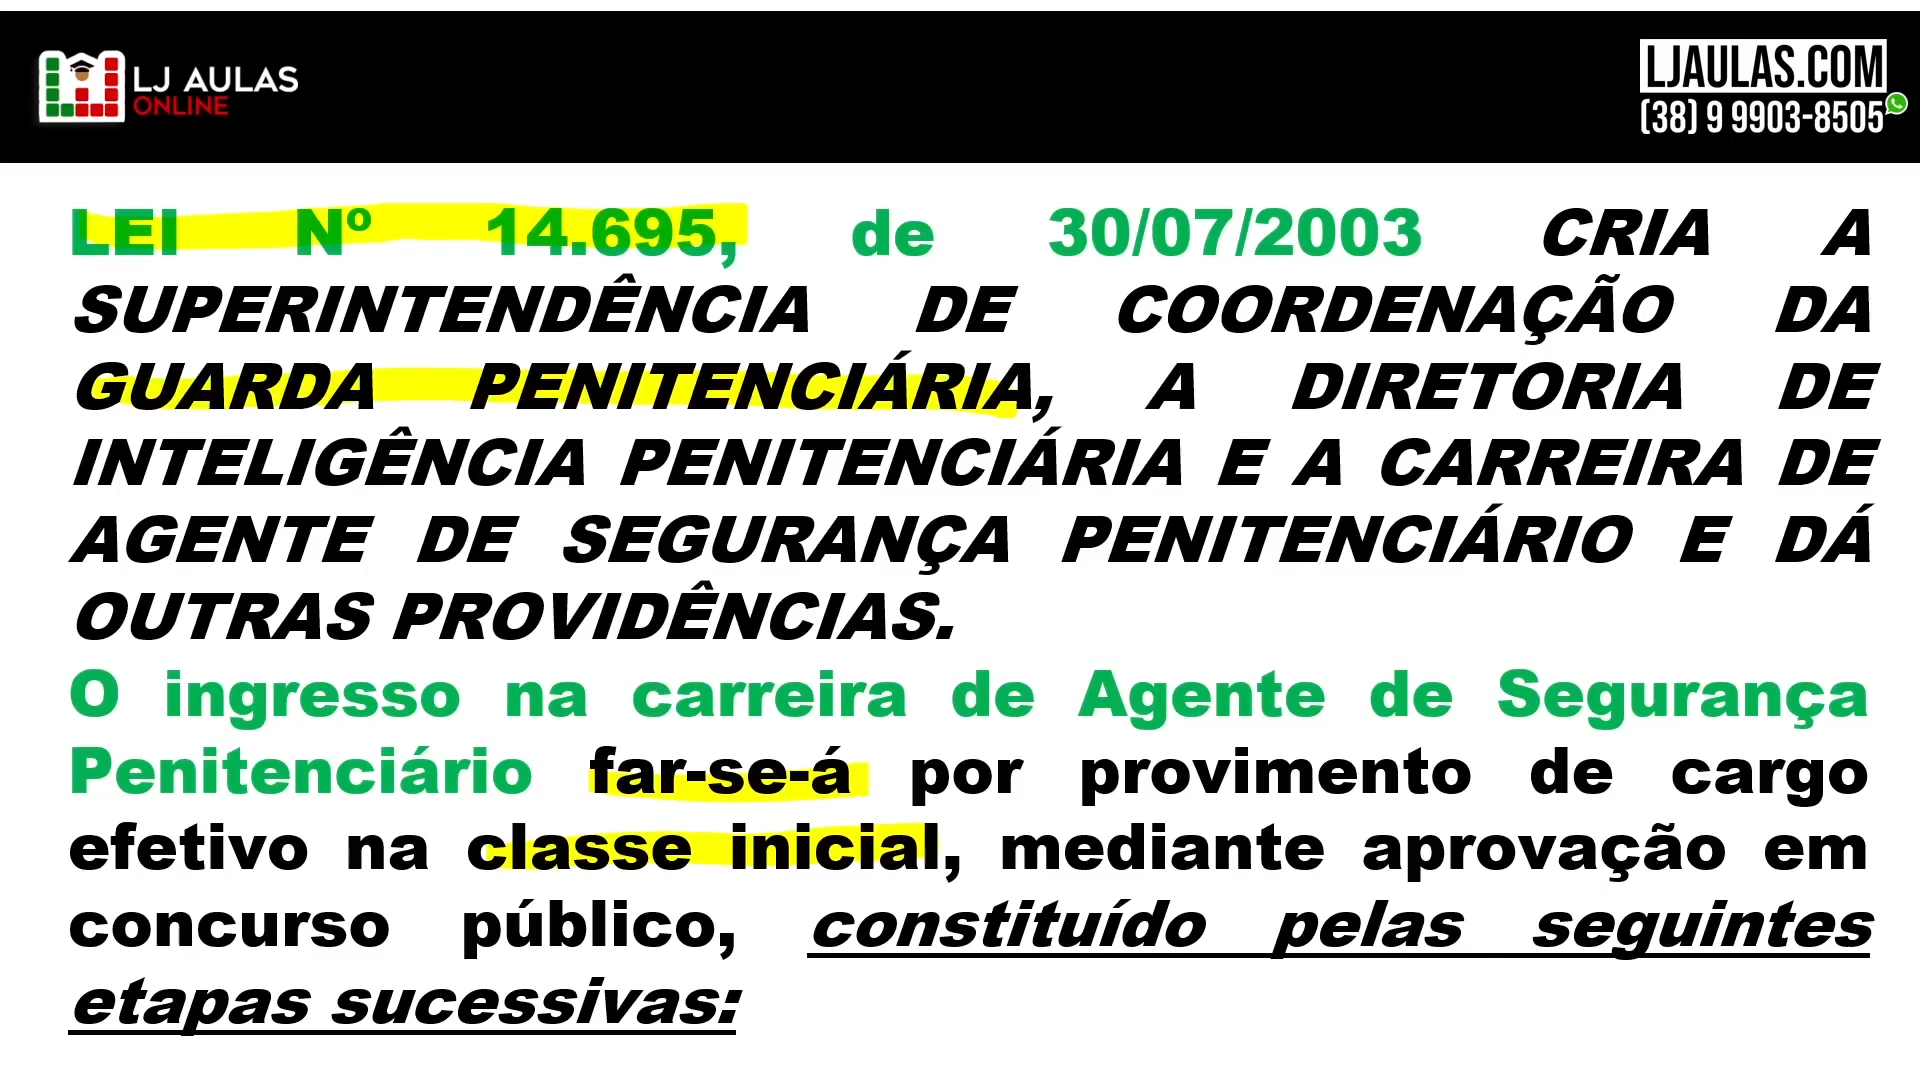 LJ AULAS
ONLINE
LJAULAS.COM
(38) 9 9903-8505
LEI Nº 14.695, de 30/07/2003 CRIA A
SUPERINTENDÊNCIA DE COORDENAÇÃO DA
GUARDA PENITENCIÁRIA, A DIRETORIA DE
INTELIGÊNCIA PENITENCIÁRIA E A CARREIRA DE
AGENTE DE SEGURANÇA PENITENCIÁRIO E DÁ
OUTRAS PROVIDÊNCIAS.
O ingresso na carreira de Agente de Segurança
Penitenciário far-se-á por provimento de cargo
efetivo na classe inicial, mediante aprovação em
concurso público, constituído pelas seguintes
etapas sucessivas: